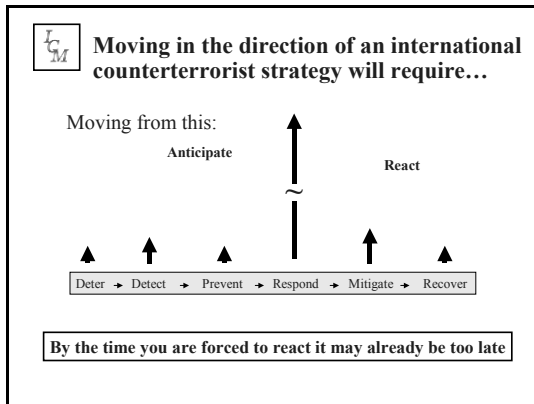 I
C
M
Moving in the direction of an international
counterterrorist strategy will require…
Moving from this:
Anticipate
React
~
Deter Detect Prevent Respond Mitigate Recover
By the time you are forced to react it may already be too late